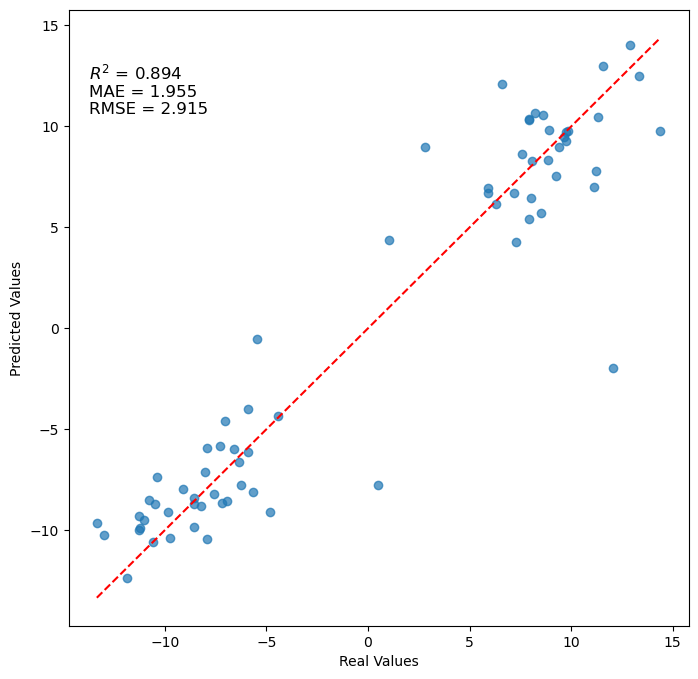 R² = 0.894
MAE = 1.955
RMSE = 2.915
15
10
5
0
−5
−10
Predicted Values
−10 −5 0 5 10 15
Real Values